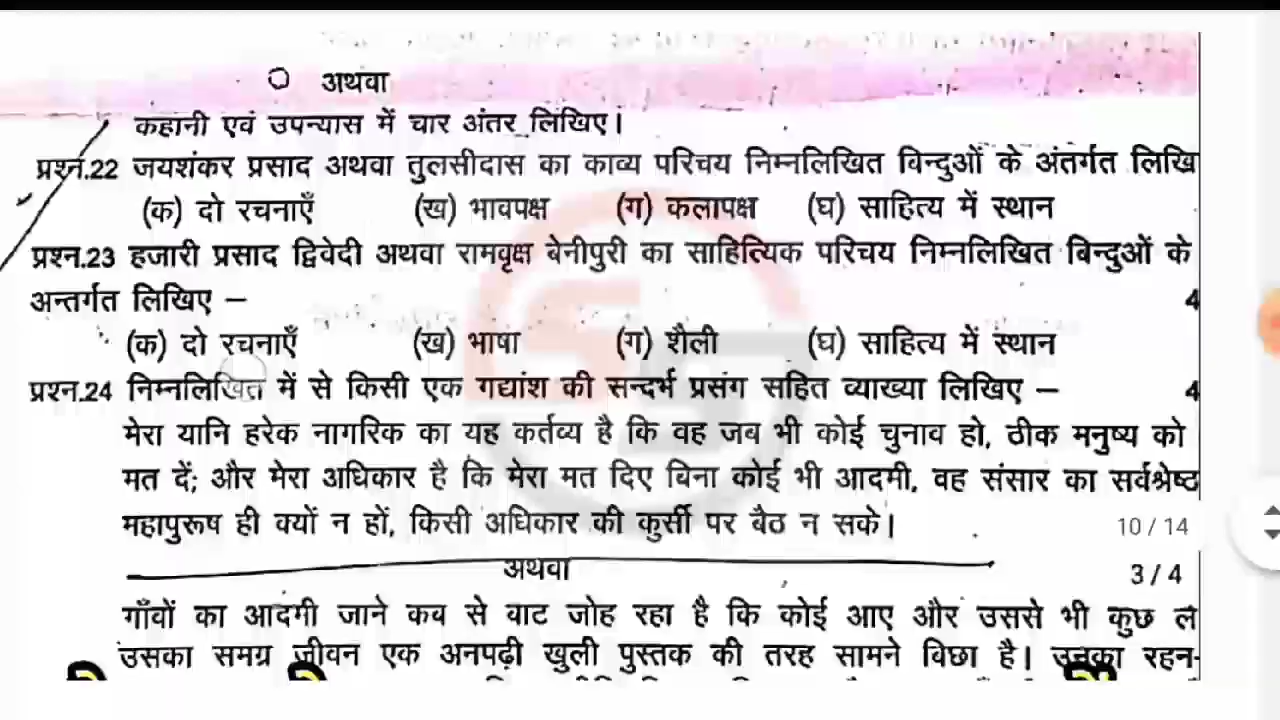 अथवा
कहानी एवं उपन्यास में चार अंतर लिखिए।
प्रश्न.22 जयशंकर प्रसाद अथवा तुलसीदास का काव्य परिचय निम्नलिखित बिन्दुओं के अंतर्गत लिखि
(क) दो रचनाएँ (ख) भावपक्ष (ग) कलापक्ष (घ) साहित्य में स्थान
प्रश्न.23 हजारी प्रसाद द्विवेदी अथवा रामवृक्ष बेनीपुरी का साहित्यिक परिचय निम्नलिखित बिन्दुओं के
अन्तर्गत लिखिए – 4
(क) दो रचनाएँ (ख) भाषा (ग) शैली (घ) साहित्य में स्थान
प्रश्न.24 निम्नलिखित में से किसी एक गद्यांश की सन्दर्भ प्रसंग सहित व्याख्या लिखिए – 4
मेरा यानि हरेक नागरिक का यह कर्तव्य है कि वह जब भी कोई चुनाव हो, ठीक मनुष्य को
मत दें; और मेरा अधिकार है कि मेरा मत दिए बिना कोई भी आदमी, वह संसार का सर्वश्रेष्ठ
महापुरूष ही क्यों न हों, किसी अधिकार की कुर्सी पर बैठ न सके।
10 / 14
अथवा
3 / 4
गाँवों का आदमी जाने कब से वाट जोह रहा है कि कोई आए और उससे भी कुछ ले
उसका समग्र जीवन एक अनपढ़ी खुली पुस्तक की तरह सामने विछा है। उनका रहन-